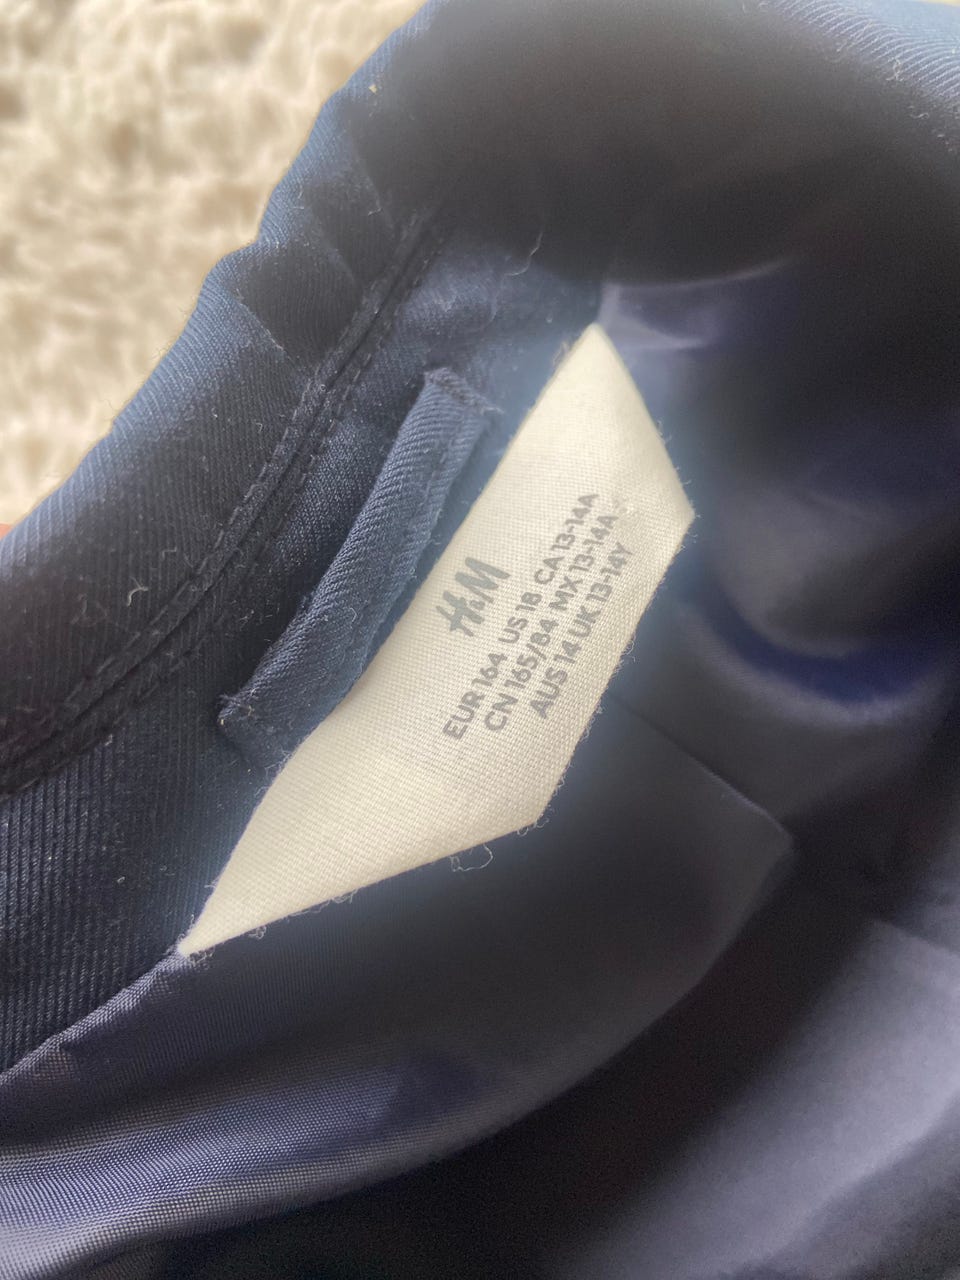 H&M
EUR 164 US 18 CA 13-14A
CN 165/84 MX 13-14A
AUS 14 UK 13-14Y